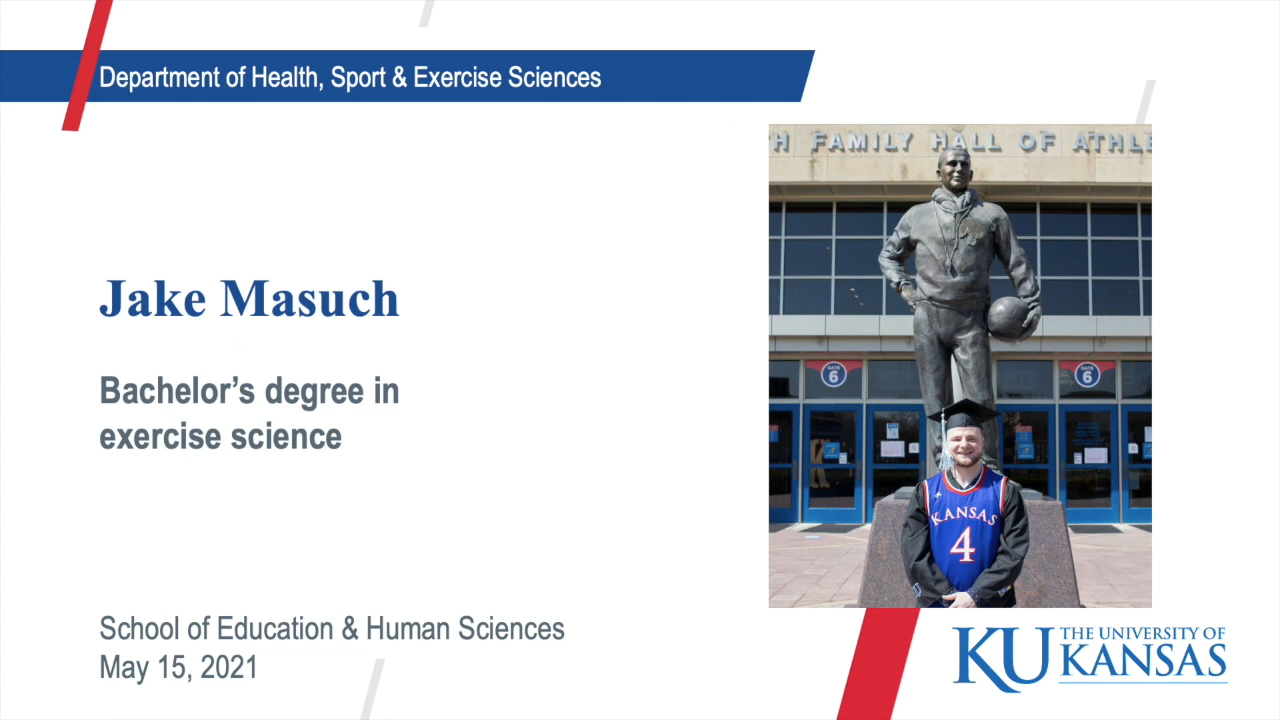 Department of Health, Sport & Exercise Sciences
H FAMILY HALL OF ATHLE
GATE
6
GATE
6
Jake Masuch
Bachelor's degree in
exercise science
KANSAS
4
School of Education & Human Sciences
May 15, 2021
KU THE UNIVERSITY OF
KANSAS